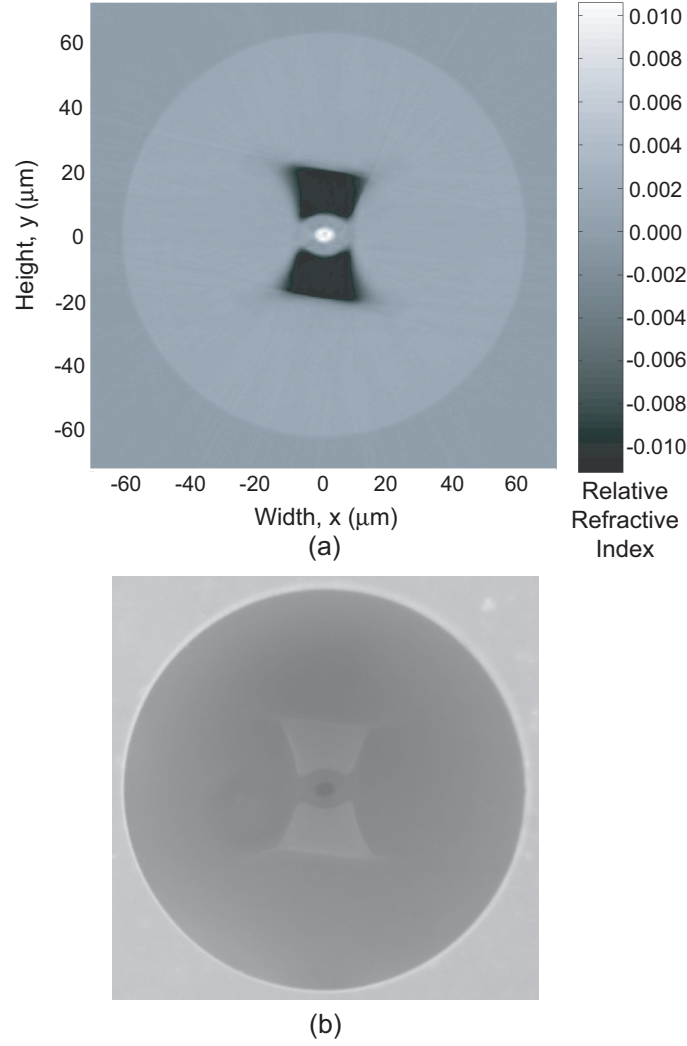 60
40
20
0
-20
-40
-60
Height, y (μm)
-60 -40 -20 0 20 40 60
Width, x (μm)
(a)
0.010
0.008
0.006
0.004
0.002
0.000
-0.002
-0.004
-0.006
-0.008
-0.010
Relative
Refractive
Index
(b)